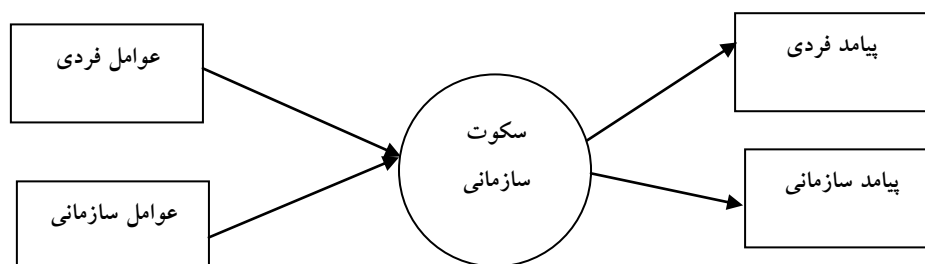 عوامل فردی
عوامل سازمانی
سکوت
سازمانی
پیامد فردی
پیامد سازمانی